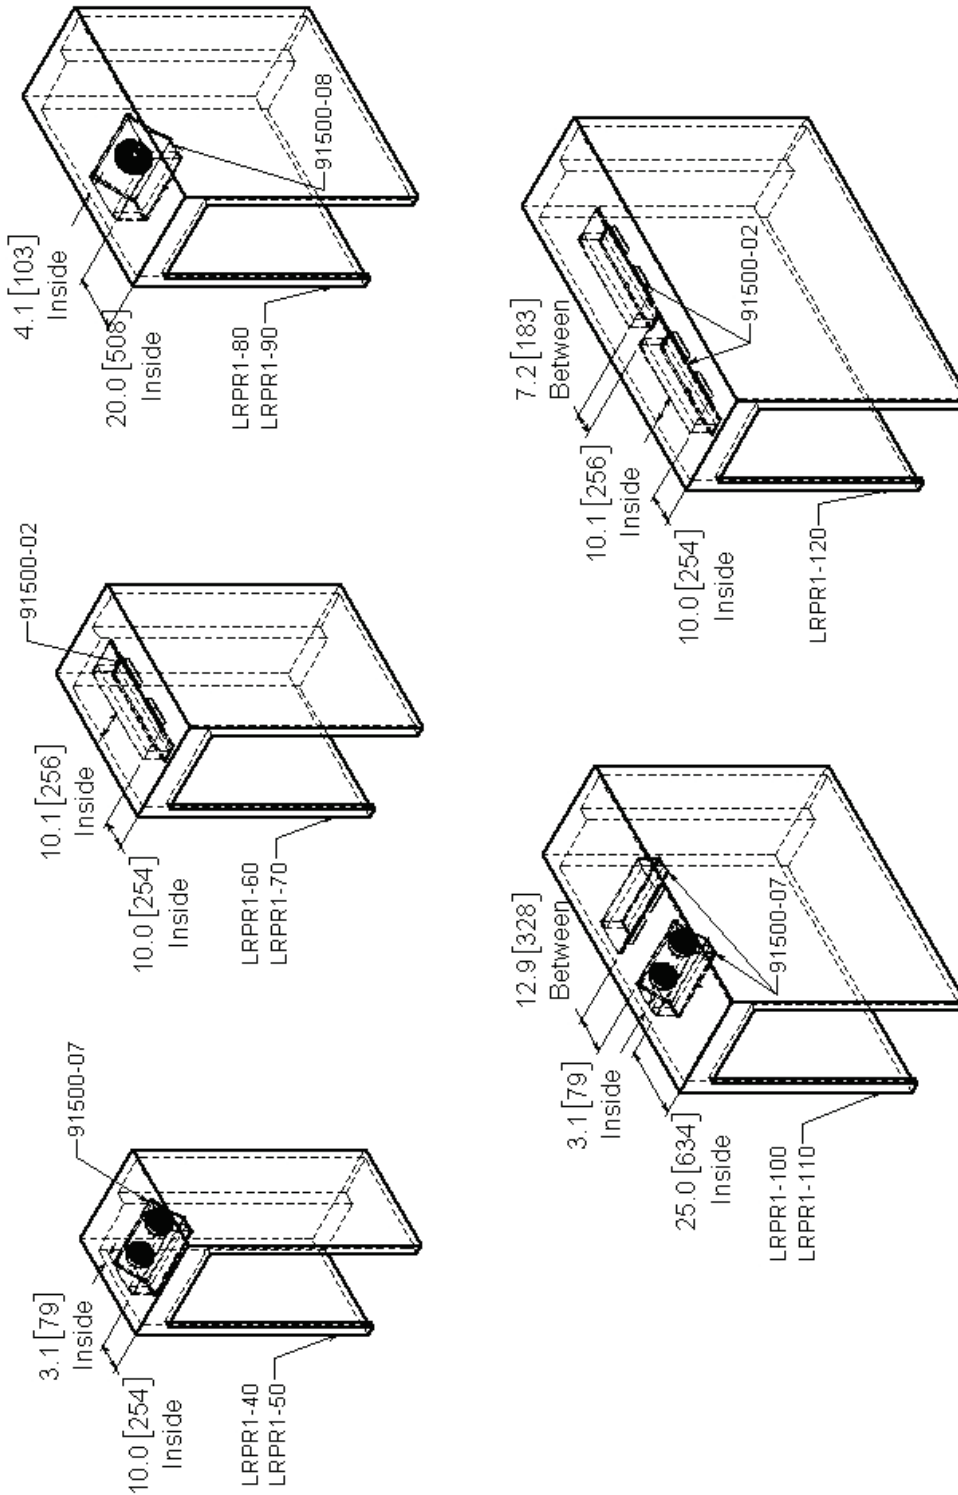 3.1 [79]
Inside
10.0 [254]
Inside
91500-07
LRPR1-40
LRPR1-50
10.1 [256]
Inside
10.0 [254]
Inside
91500-02
LRPR1-60
LRPR1-70
4.1 [103]
Inside
20.0 [508]
Inside
91500-08
LRPR1-80
LRPR1-90
12.9 [328]
Between
3.1 [79]
Inside
25.0 [634]
Inside
91500-07
LRPR1-100
LRPR1-110
7.2 [183]
Between
10.1 [256]
Inside
10.0 [254]
Inside
91500-02
LRPR1-120